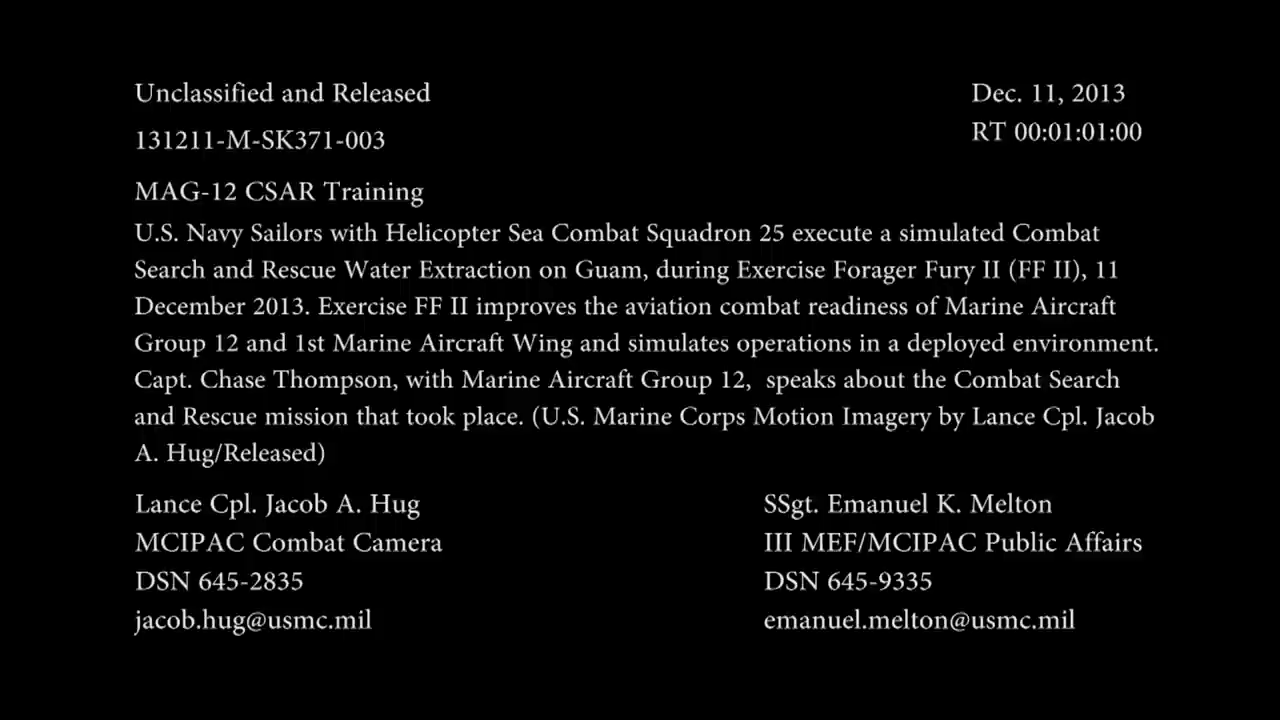 Unclassified and Released
Dec. 11, 2013
131211-M-SK371-003
RT 00:01:01:00
MAG-12 CSAR Training
U.S. Navy Sailors with Helicopter Sea Combat Squadron 25 execute a simulated Combat
Search and Rescue Water Extraction on Guam, during Exercise Forager Fury II (FF II), 11
December 2013. Exercise FF II improves the aviation combat readiness of Marine Aircraft
Group 12 and 1st Marine Aircraft Wing and simulates operations in a deployed environment.
Capt. Chase Thompson, with Marine Aircraft Group 12,  speaks about the Combat Search
and Rescue mission that took place. (U.S. Marine Corps Motion Imagery by Lance Cpl. Jacob
A. Hug/Released)
Lance Cpl. Jacob A. Hug
MCIPAC Combat Camera
DSN 645-2835
jacob.hug@usmc.mil
SSgt. Emanuel K. Melton
III MEF/MCIPAC Public Affairs
DSN 645-9335
emanuel.melton@usmc.mil